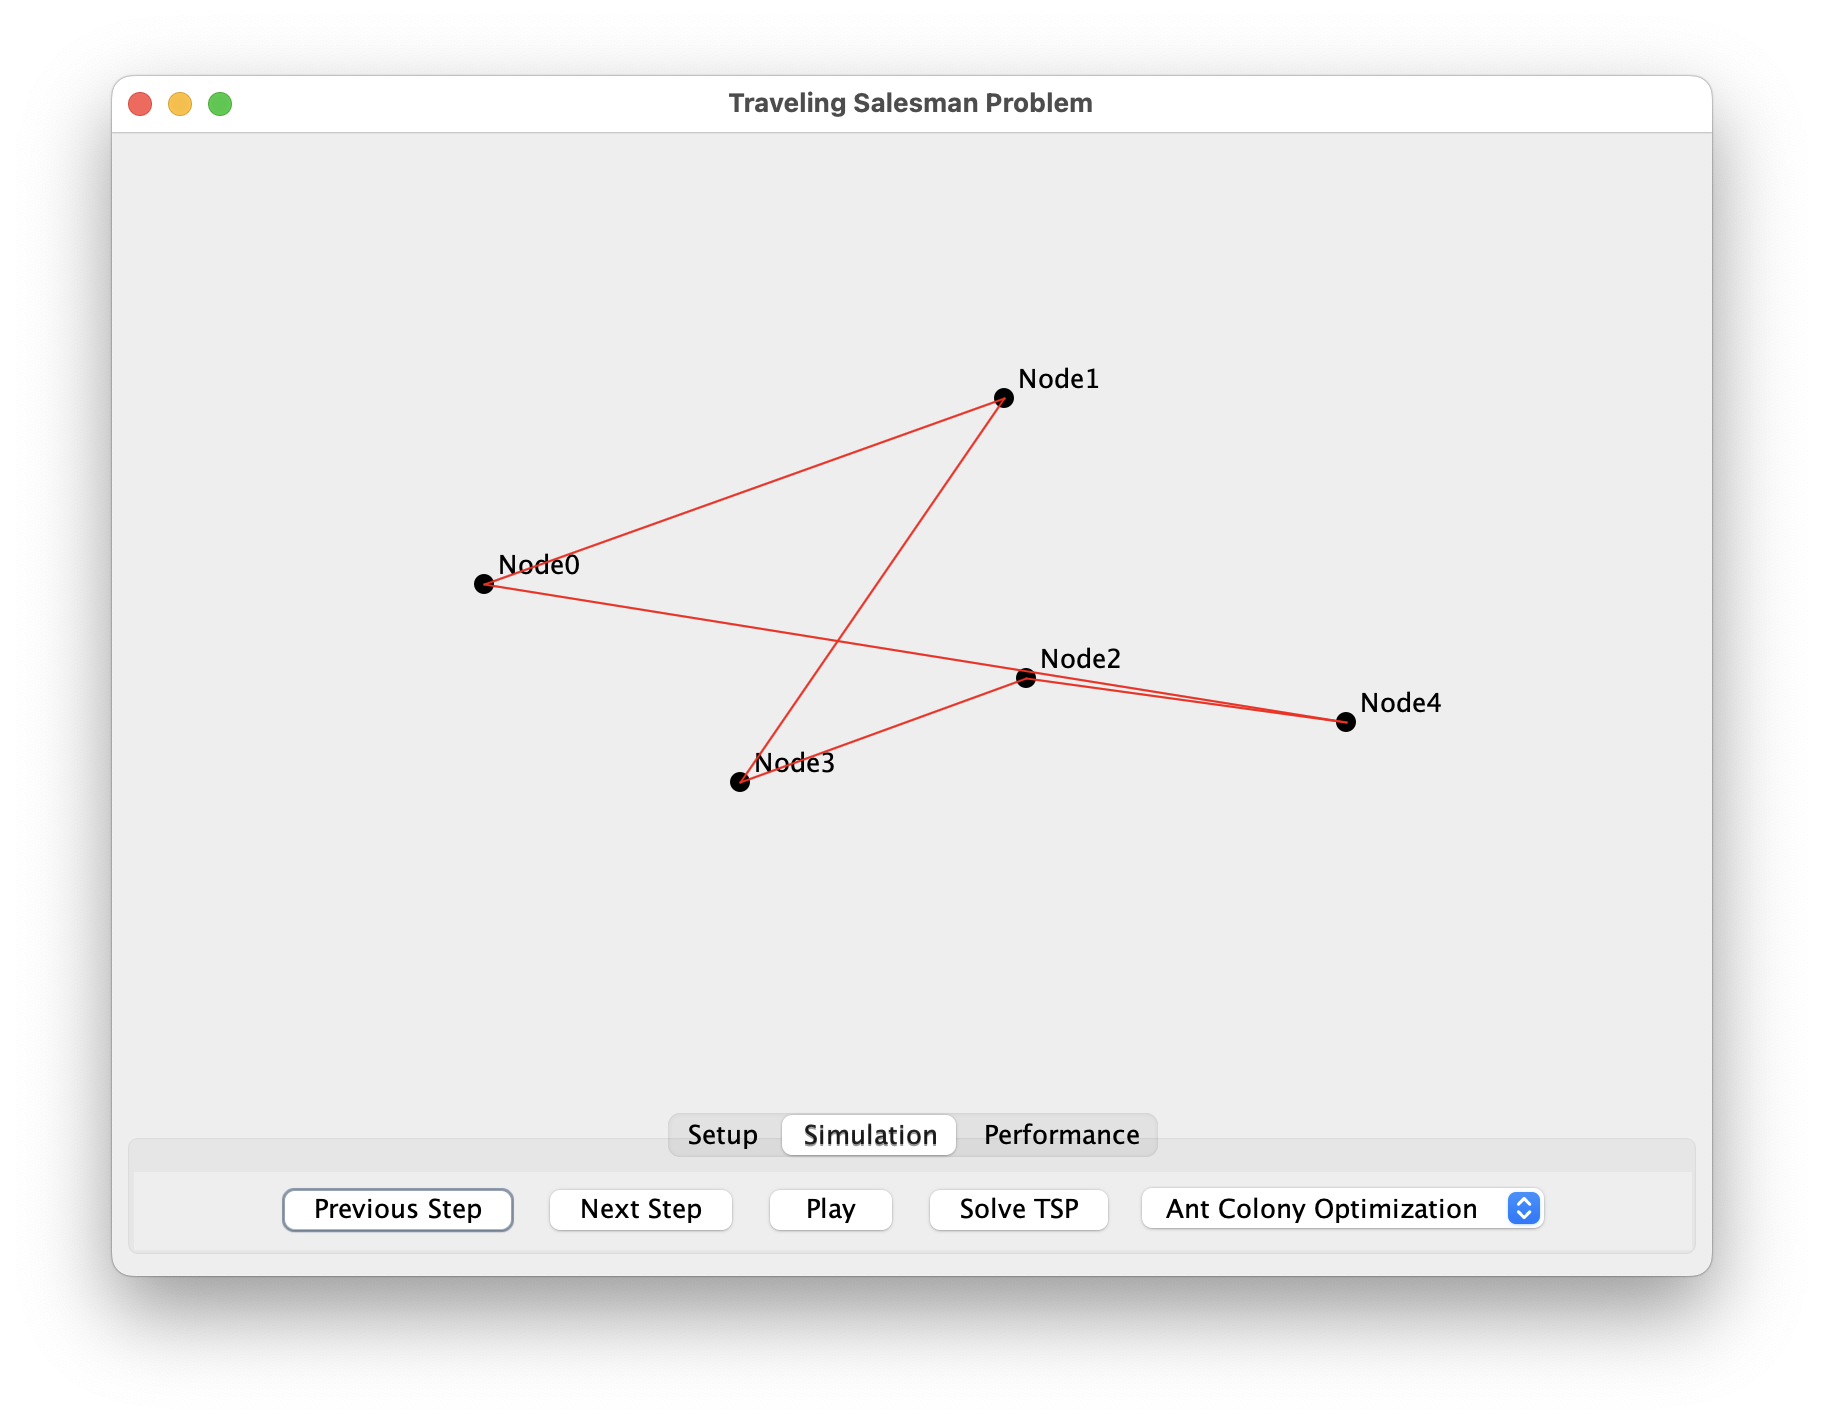 Traveling Salesman Problem
Node1
Node0
Node2
Node4
Node3
Setup Simulation Performance
Previous Step Next Step Play Solve TSP Ant Colony Optimization